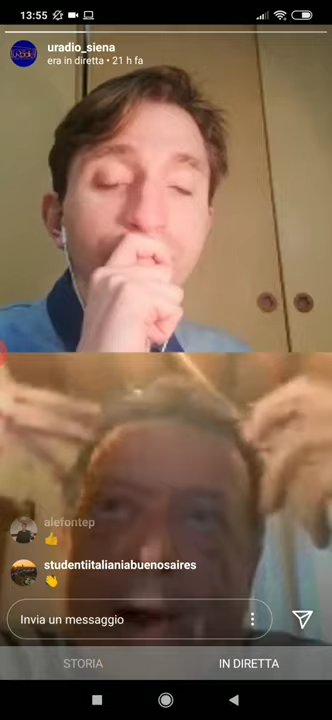 13:55
uradio_siena
era in diretta • 21 h fa
alefontep
👍
studentiitalianiabuenosaires
👏
Invia un messaggio
STORIA IN DIRETTA